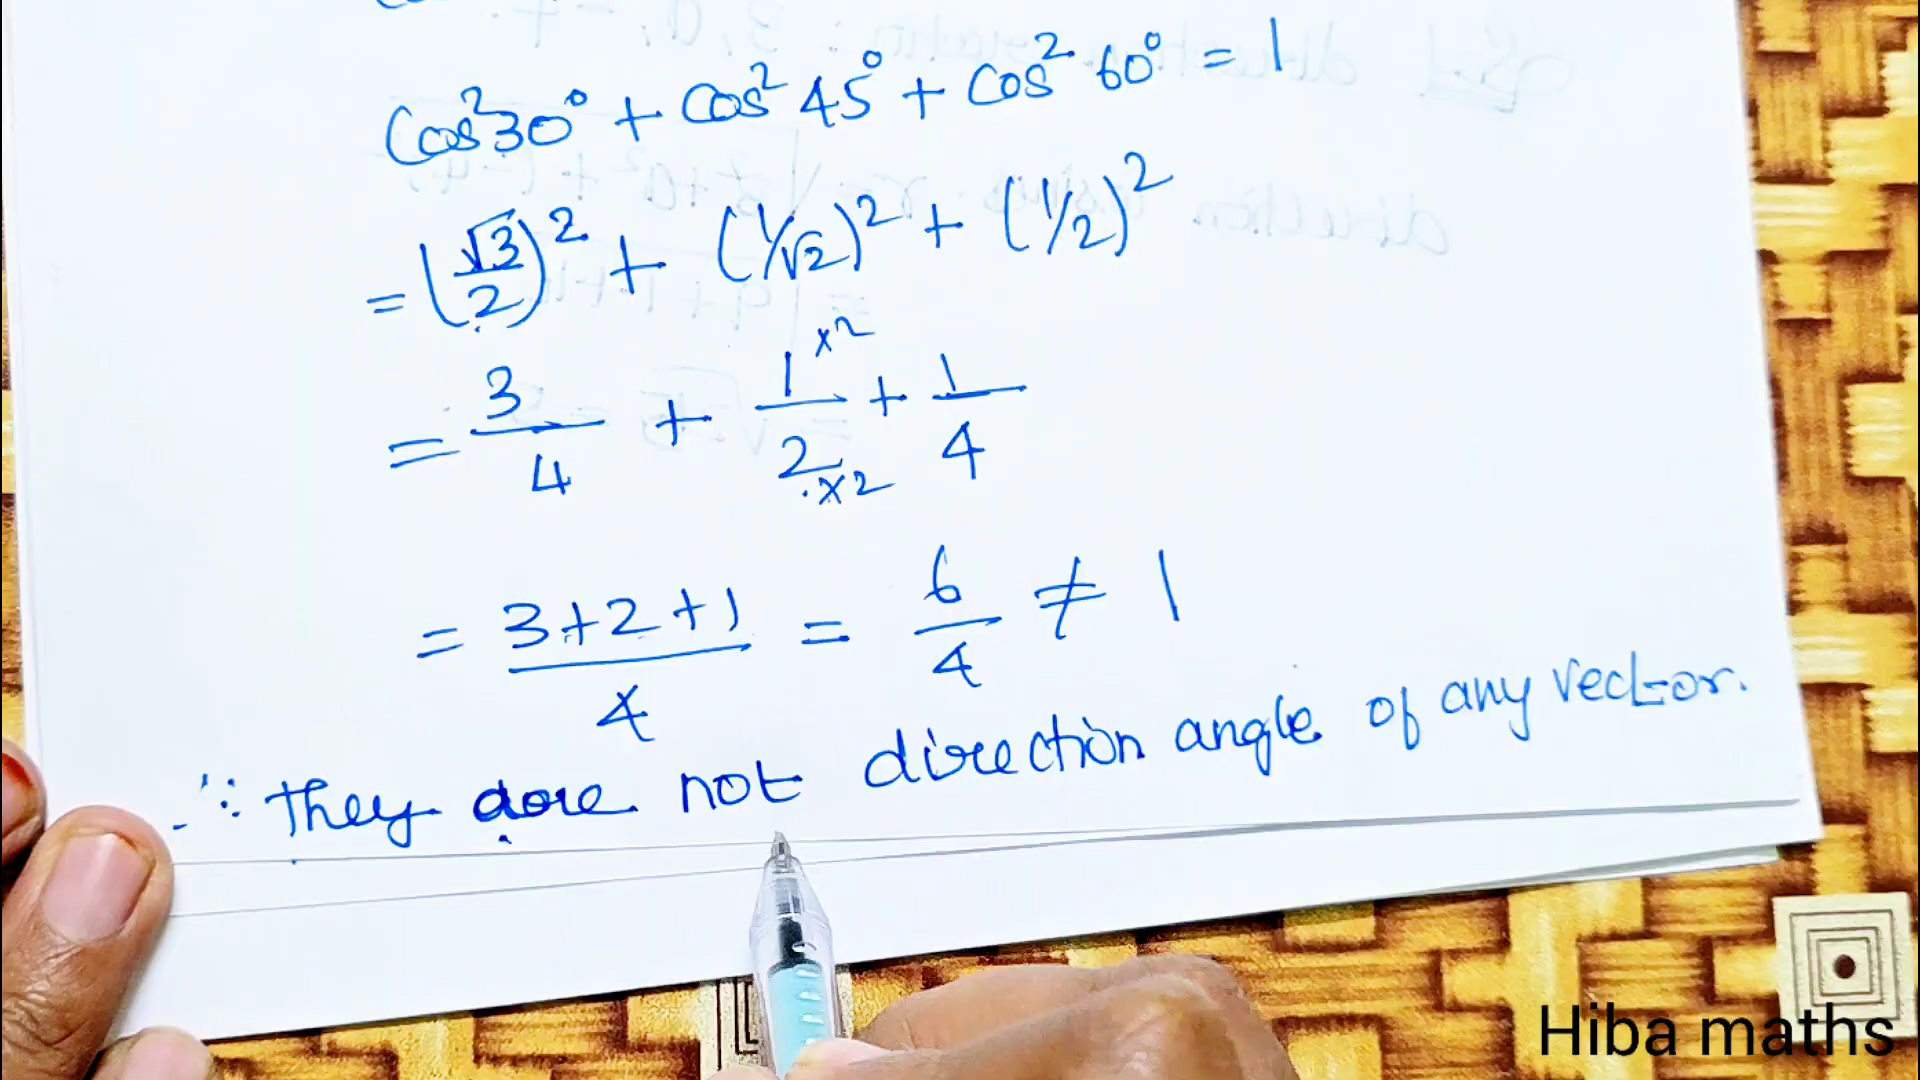 Cos²30° + Cos²45° + Cos²60° = 1
= (√3/2)² + (1/√2)² + (1/2)²
= 3/4 + 1/2 ×2/×2 + 1/4
= 3+2+1/4 = 6/4 ≠ 1
∴ they are not direction angle of any vector.
Hiba maths